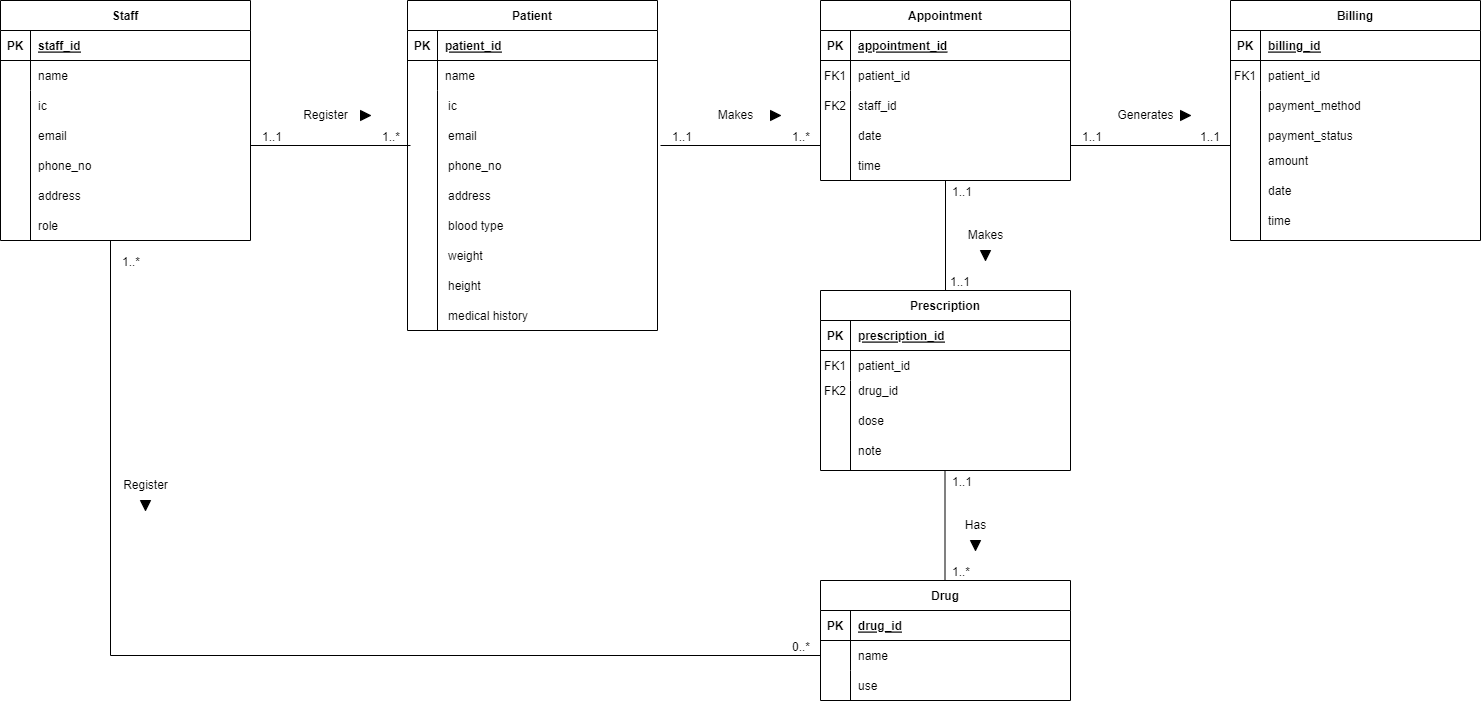 Staff
PK staff_id
name
ic
email
phone_no
address
role
Register
1..1
1..*
Patient
PK patient_id
name
ic
email
phone_no
address
blood type
weight
height
medical history
Makes
1..1
1..*
Appointment
PK appointment_id
FK1 patient_id
FK2 staff_id
date
time
Generates
1..1
1..1
Billing
PK billing_id
FK1 patient_id
payment_method
payment_status
amount
date
time
1..1
Makes
1..1
Prescription
PK prescription_id
FK1 patient_id
FK2 drug_id
dose
note
1..1
Has
1..*
Drug
PK drug_id
name
use
1..*
Register
0..*